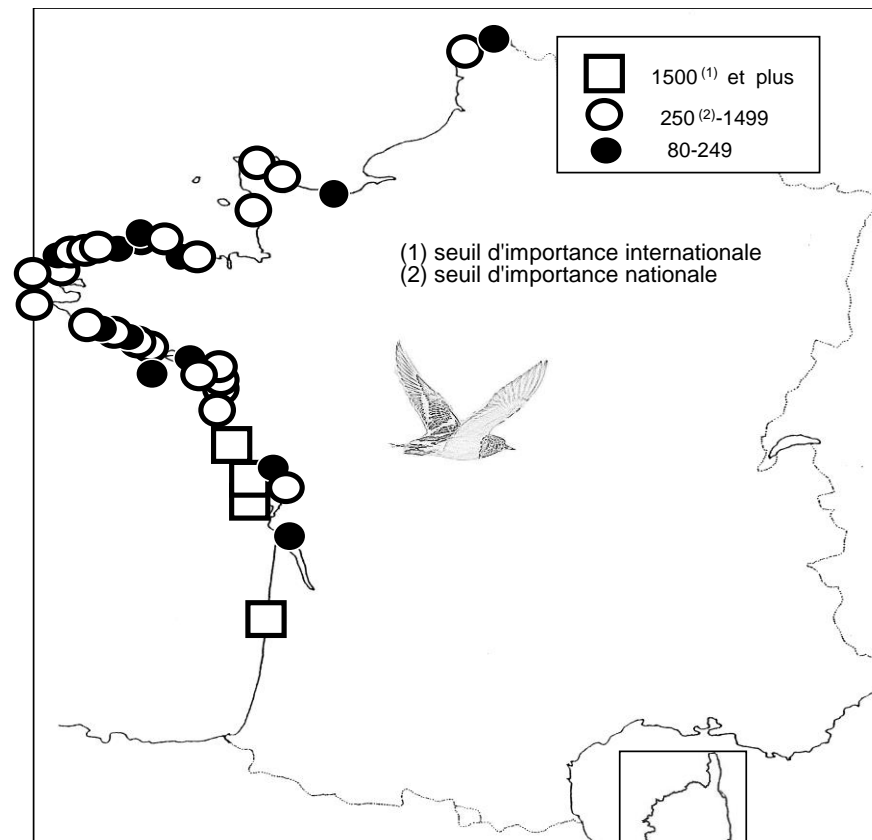 1500 (1) et plus
250 (2)-1499
80-249
(1) seuil d'importance internationale
(2) seuil d'importance nationale